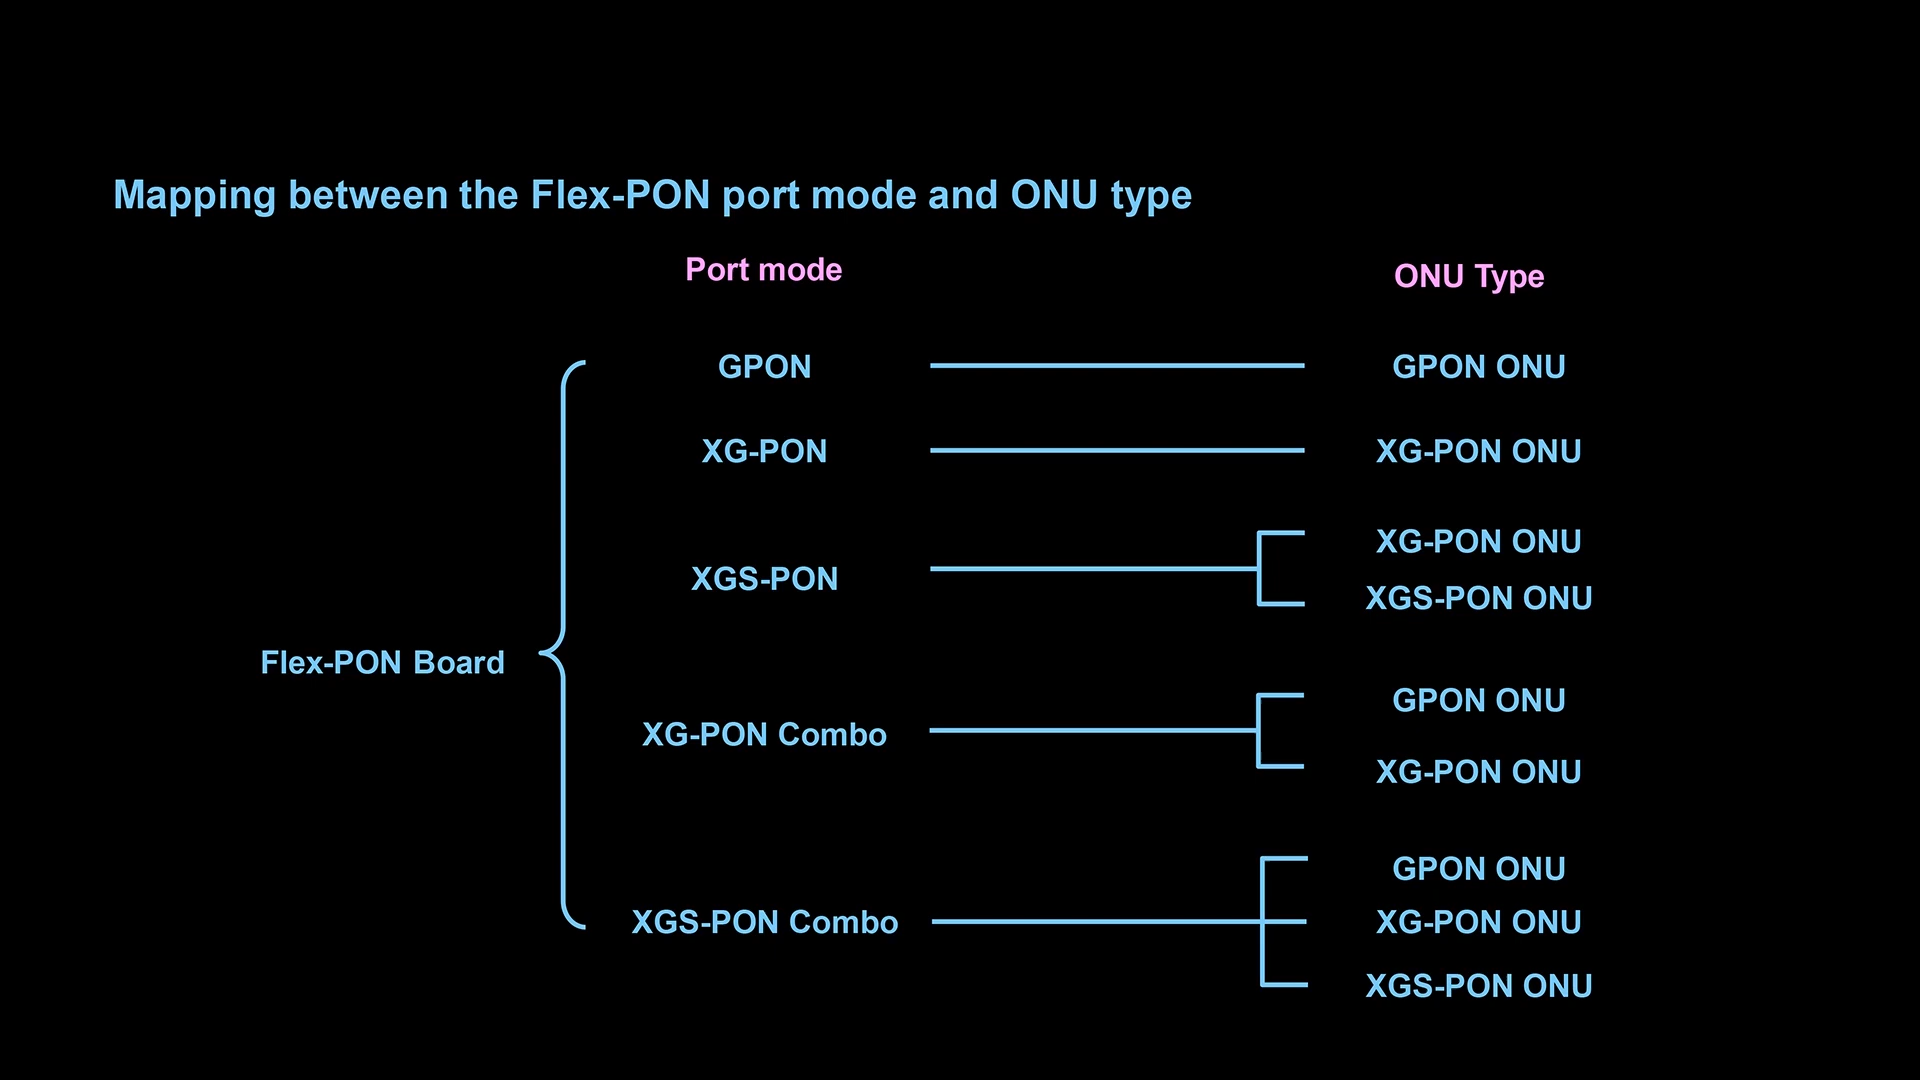 Mapping between the Flex-PON port mode and ONU type
Port mode
ONU Type
GPON
GPON ONU
XG-PON
XG-PON ONU
XGS-PON
XG-PON ONU
XGS-PON ONU
Flex-PON Board
XG-PON Combo
GPON ONU
XG-PON ONU
XGS-PON Combo
GPON ONU
XG-PON ONU
XGS-PON ONU